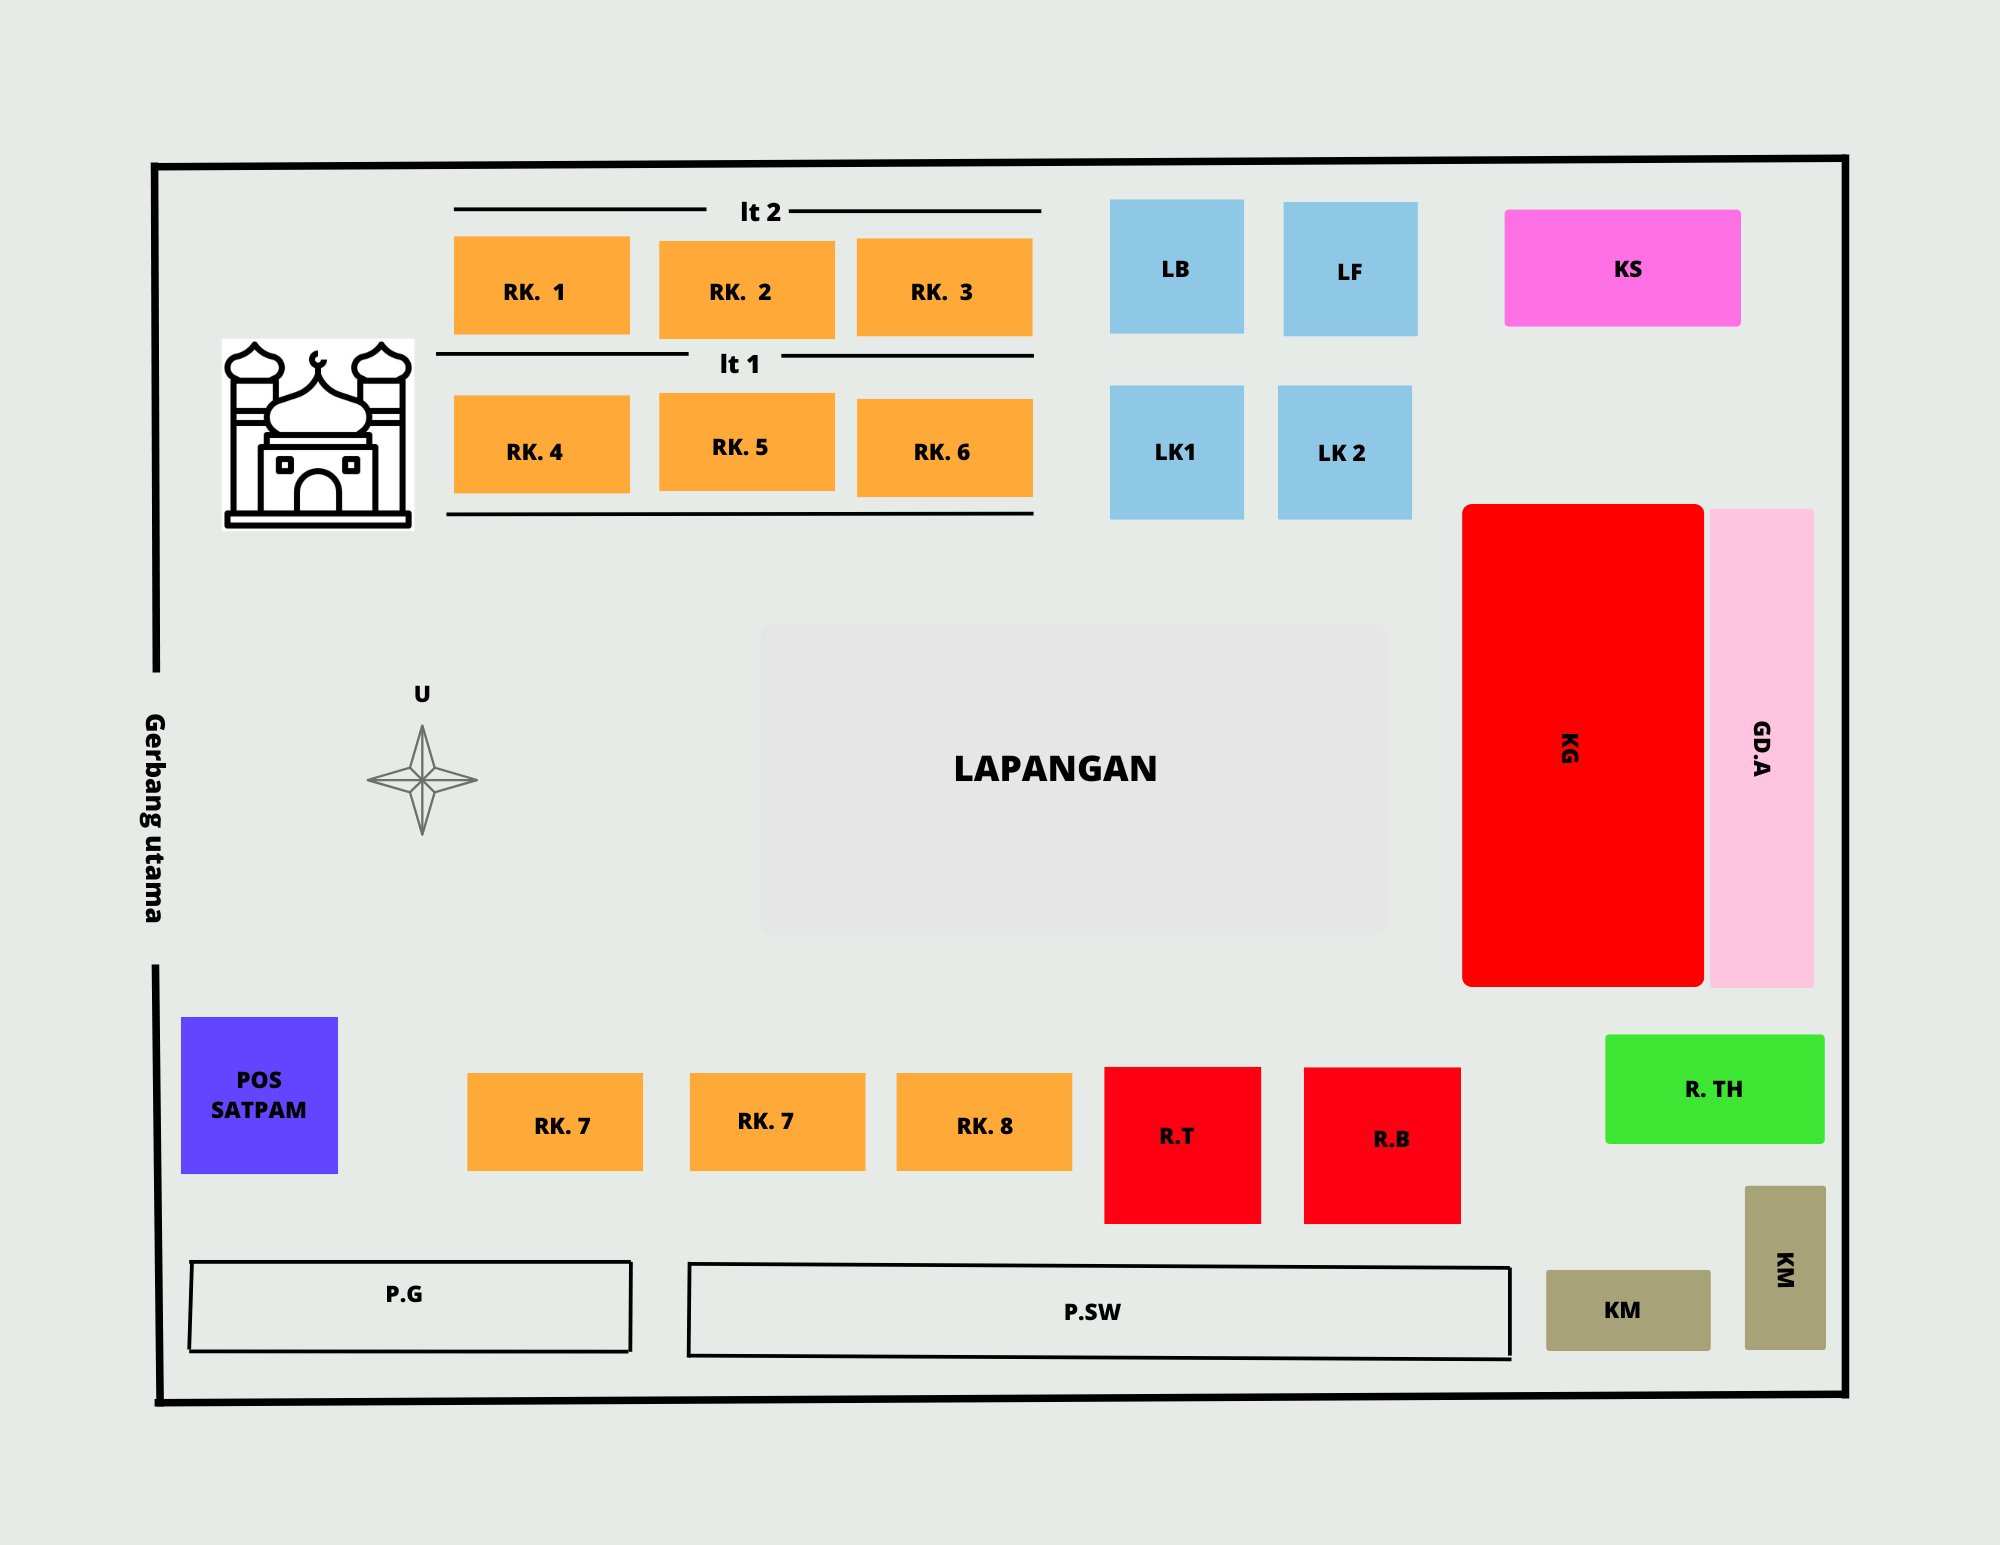 lt 2
RK.  1
RK.  2
RK.  3
LB
LF
KS
lt 1
RK. 4
RK. 5
RK. 6
LK1
LK 2
Gerbang utama
U
LAPANGAN
KG
GD.A
POS
SATPAM
RK. 7
RK. 7
RK. 8
R.T
R.B
R. TH
P.G
P.SW
KM
KM